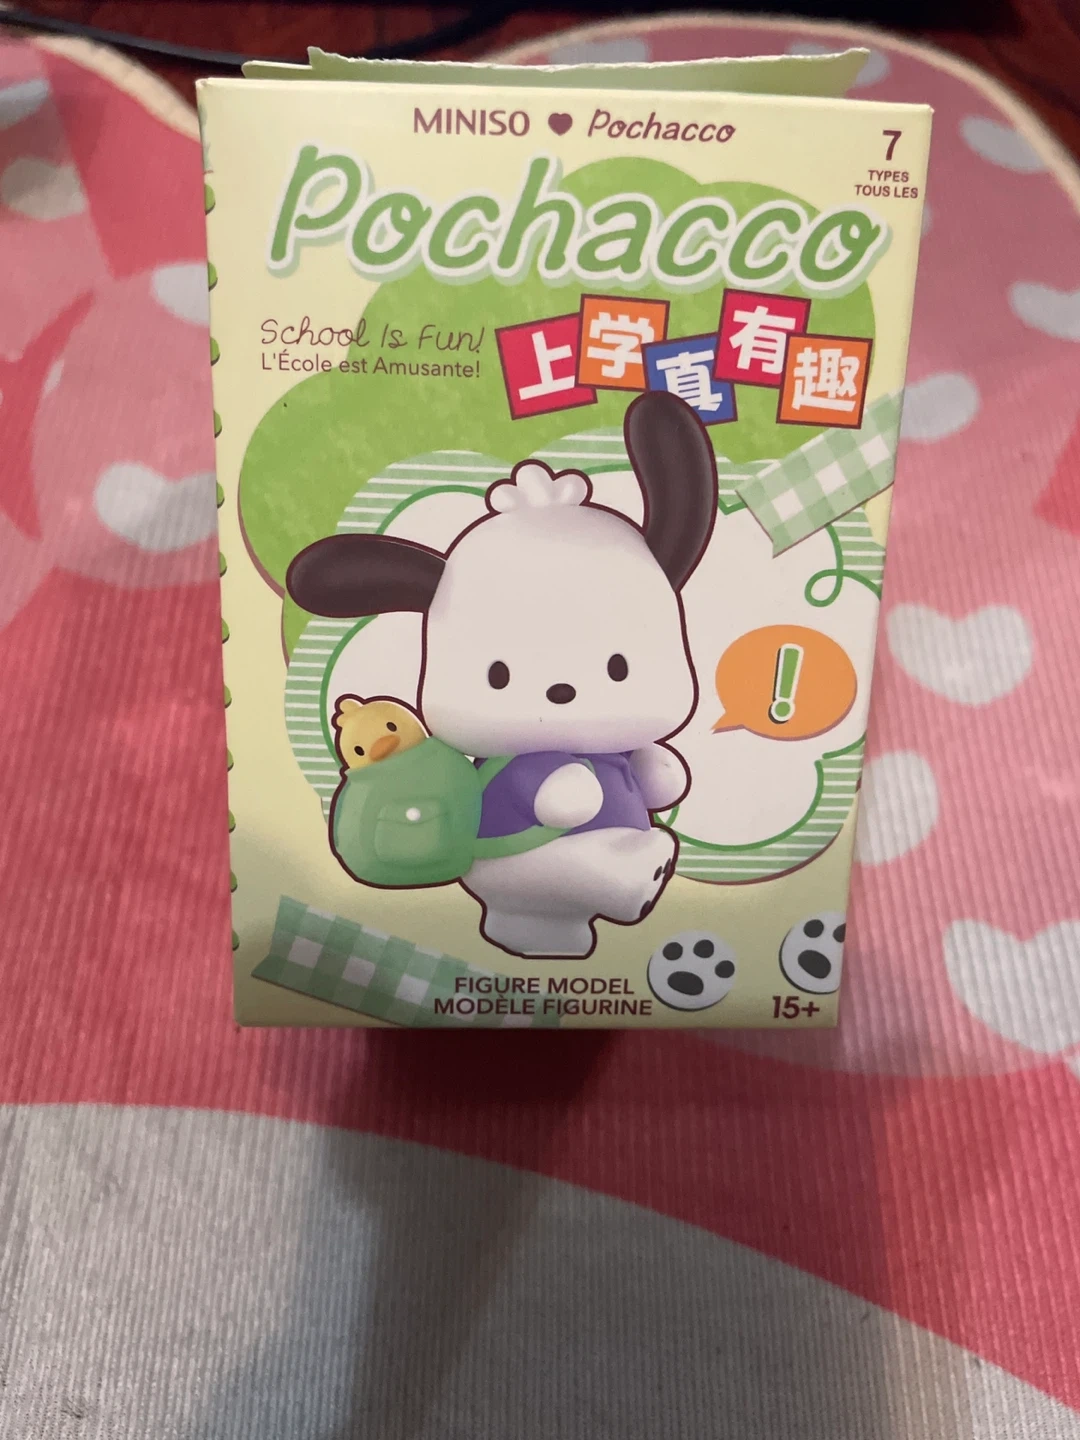 MINISO ♥ Pochacco
7
TYPES
TOUS LES
Pochacco
School Is Fun!
L'École est Amusante!
上学真有趣
!
FIGURE MODEL
MODÈLE FIGURINE
15+